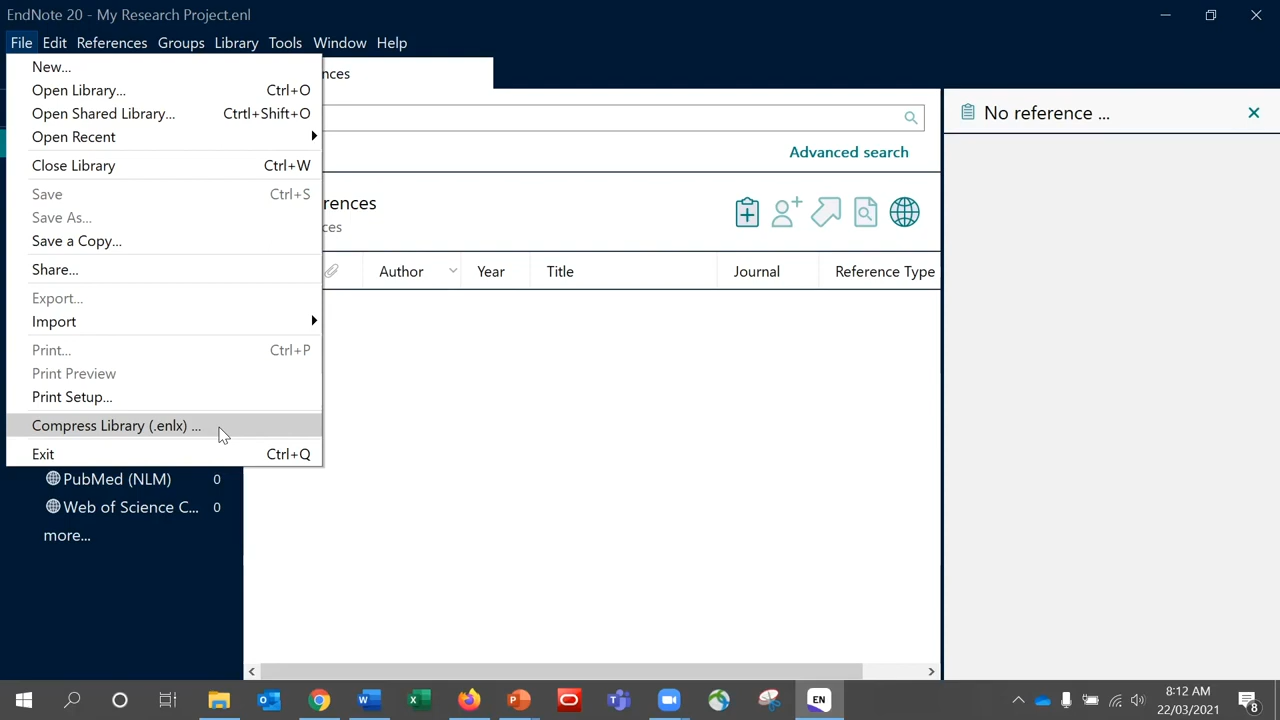 EndNote 20 - My Research Project.enl
File Edit References Groups Library Tools Window Help
New...
Open Library... Ctrl+O
Open Shared Library... Ctrtl+Shift+O
Open Recent
Close Library Ctrl+W
Save Ctrl+S
Save As...
Save a Copy...
Share...
Export...
Import
Print... Ctrl+P
Print Preview
Print Setup...
Compress Library (.enlx) ...
Exit Ctrl+Q
PubMed (NLM) 0
Web of Science C... 0
more...
nces
Advanced search
rences
ces
Author Year Title Journal Reference Type
No reference ...
EN
8:12 AM
22/03/2021
8